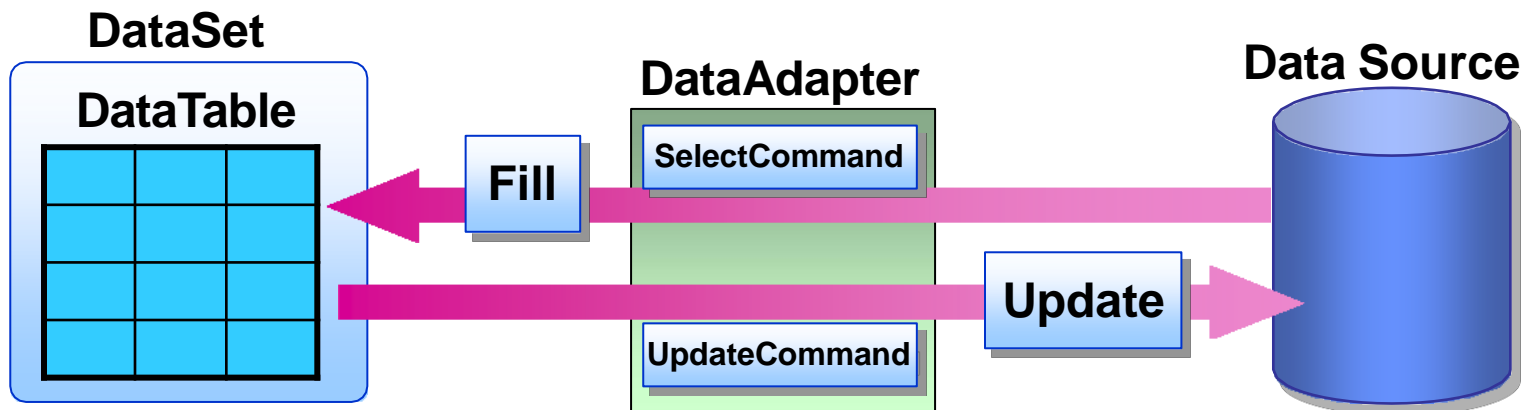 DataSet
DataTable
Fill
DataAdapter
SelectCommand
UpdateCommand
Update
Data Source